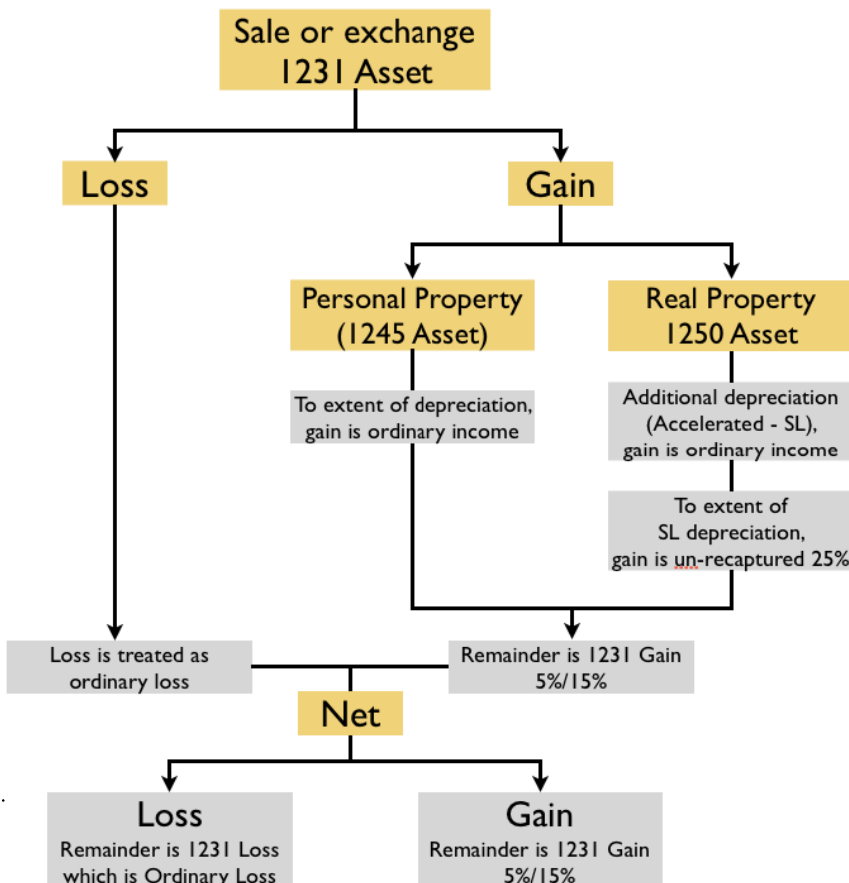 Sale or exchange
1231 Asset
Loss
Gain
Personal Property
(1245 Asset)
Real Property
1250 Asset
To extent of depreciation,
gain is ordinary income
Additional depreciation
(Accelerated - SL),
gain is ordinary income
To extent of
SL depreciation,
gain is un-recaptured 25%
Loss is treated as
ordinary loss
Remainder is 1231 Gain
5%/15%
Net
Loss
Remainder is 1231 Loss
which is Ordinary Loss
Gain
Remainder is 1231 Gain
5%/15%